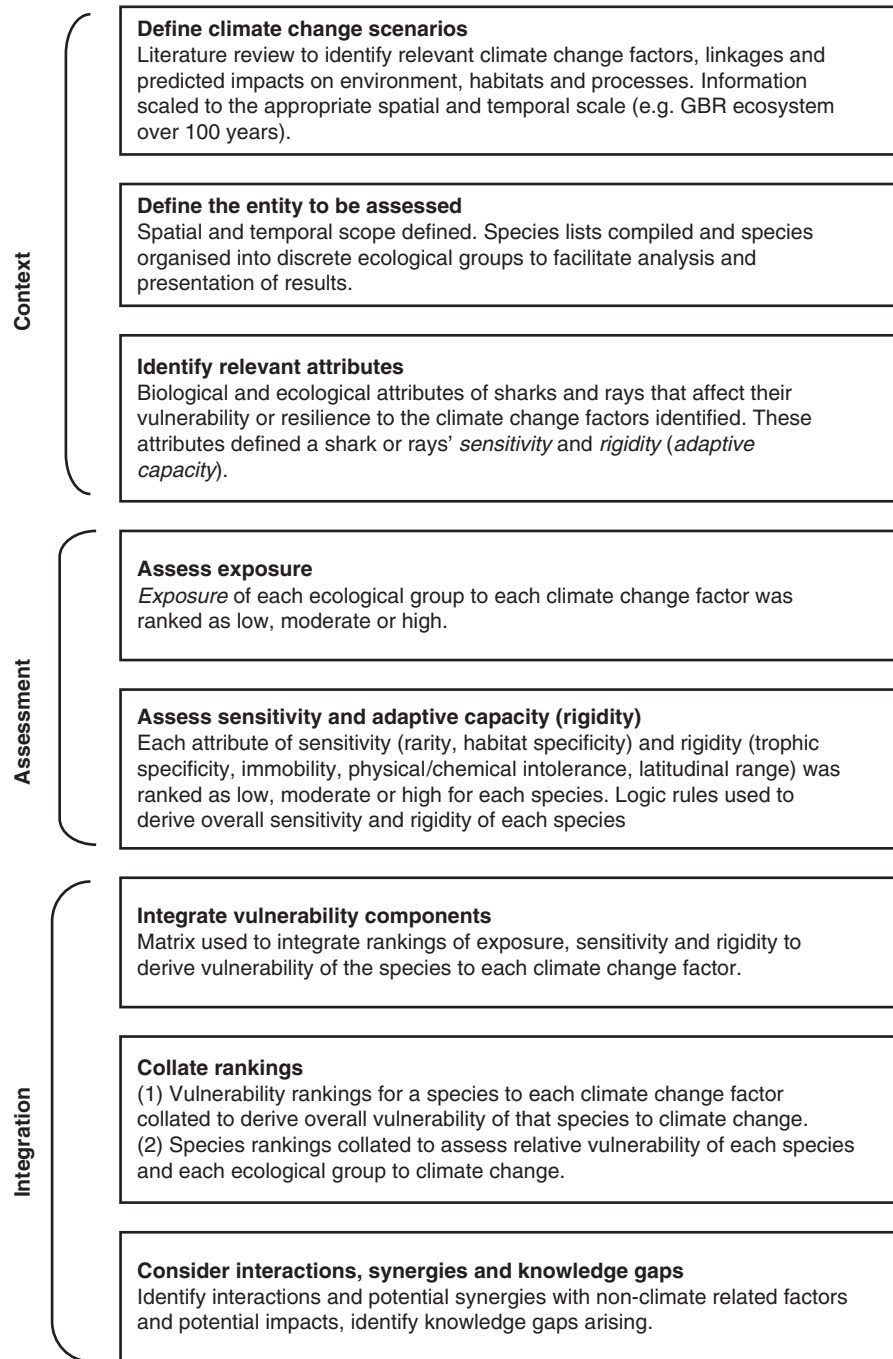 Context
Define climate change scenarios
Literature review to identify relevant climate change factors, linkages and
predicted impacts on environment, habitats and processes. Information
scaled to the appropriate spatial and temporal scale (e.g. GBR ecosystem
over 100 years).
Define the entity to be assessed
Spatial and temporal scope defined. Species lists compiled and species
organised into discrete ecological groups to facilitate analysis and
presentation of results.
Identify relevant attributes
Biological and ecological attributes of sharks and rays that affect their
vulnerability or resilience to the climate change factors identified. These
attributes defined a shark or rays' sensitivity and rigidity (adaptive
capacity).
Assessment
Assess exposure
Exposure of each ecological group to each climate change factor was
ranked as low, moderate or high.
Assess sensitivity and adaptive capacity (rigidity)
Each attribute of sensitivity (rarity, habitat specificity) and rigidity (trophic
specificity, immobility, physical/chemical intolerance, latitudinal range) was
ranked as low, moderate or high for each species. Logic rules used to
derive overall sensitivity and rigidity of each species
Integration
Integrate vulnerability components
Matrix used to integrate rankings of exposure, sensitivity and rigidity to
derive vulnerability of the species to each climate change factor.
Collate rankings
(1) Vulnerability rankings for a species to each climate change factor
collated to derive overall vulnerability of that species to climate change.
(2) Species rankings collated to assess relative vulnerability of each species
and each ecological group to climate change.
Consider interactions, synergies and knowledge gaps
Identify interactions and potential synergies with non-climate related factors
and potential impacts, identify knowledge gaps arising.